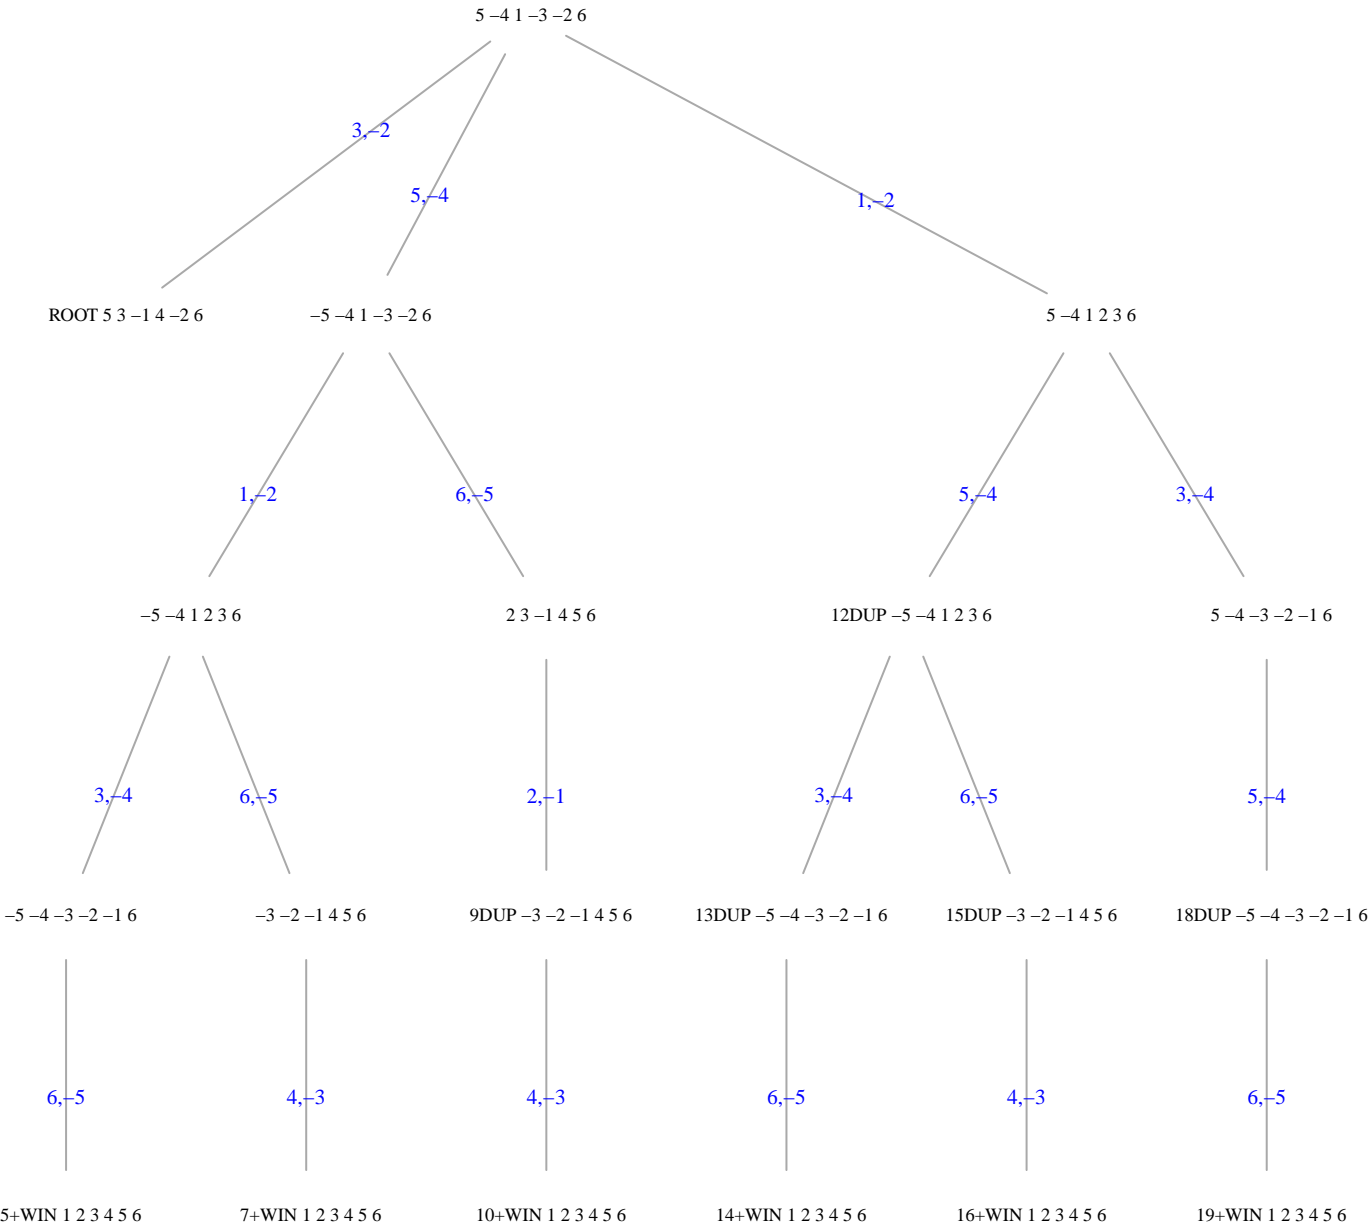 5 –4 1 –3 –2 6
3,–2
5,–4
1,–2
ROOT 5 3 –1 4 –2 6
–5 –4 1 –3 –2 6
5 –4 1 2 3 6
1,–2
6,–5
5,–4
3,–4
–5 –4 1 2 3 6
2 3 –1 4 5 6
12DUP –5 –4 1 2 3 6
5 –4 –3 –2 –1 6
3,–4
6,–5
2,–1
3,–4
6,–5
5,–4
–5 –4 –3 –2 –1 6
–3 –2 –1 4 5 6
9DUP –3 –2 –1 4 5 6
13DUP –5 –4 –3 –2 –1 6
15DUP –3 –2 –1 4 5 6
18DUP –5 –4 –3 –2 –1 6
6,–5
4,–3
4,–3
6,–5
4,–3
6,–5
5+WIN 1 2 3 4 5 6
7+WIN 1 2 3 4 5 6
10+WIN 1 2 3 4 5 6
14+WIN 1 2 3 4 5 6
16+WIN 1 2 3 4 5 6
19+WIN 1 2 3 4 5 6